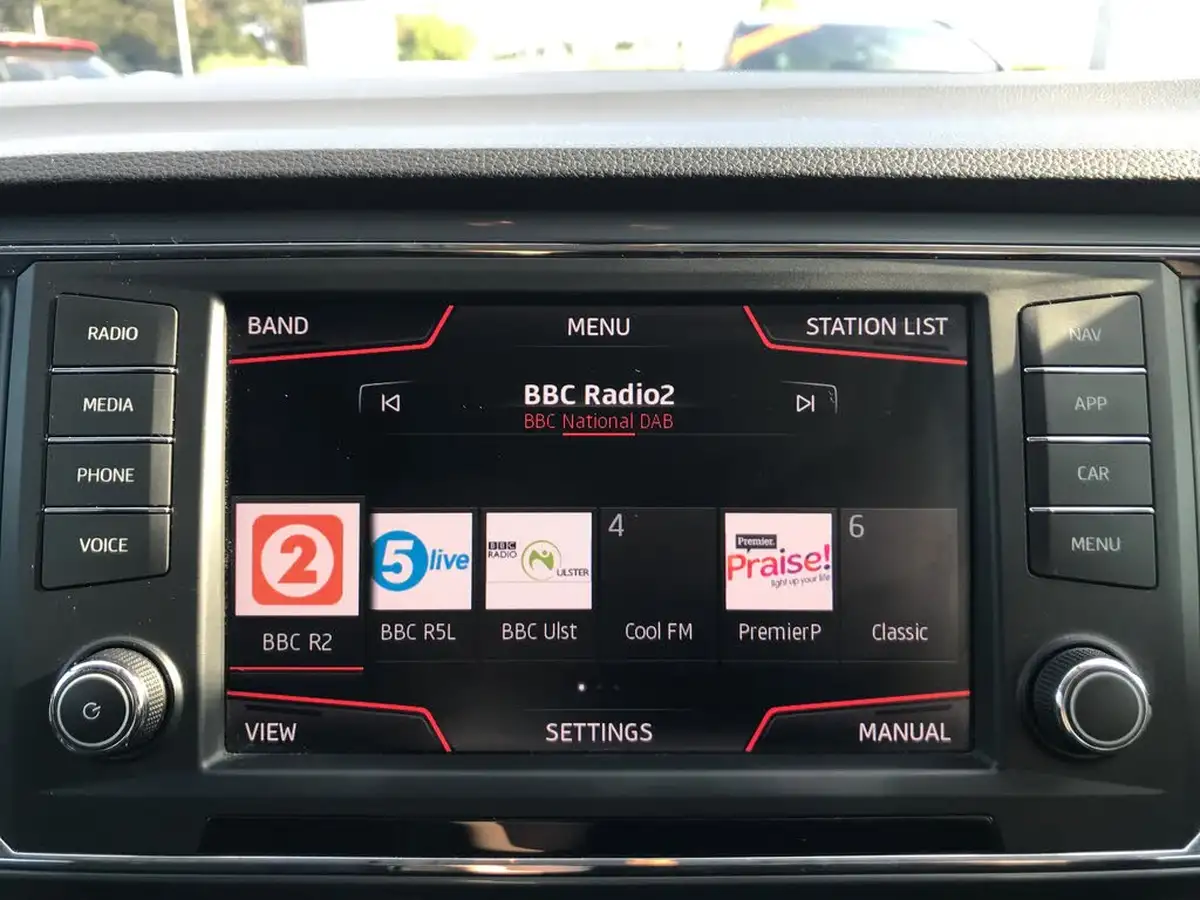 RADIO
MEDIA
PHONE
VOICE
BAND
MENU
STATION LIST
BBC Radio2
BBC National DAB
2
5 live
BBC
RADIO
ULSTER
4
Premier.
Praise!
light up your life
6
BBC R2
BBC R5L
BBC Ulst
Cool FM
PremierP
Classic
VIEW
SETTINGS
MANUAL
NAV
APP
CAR
MENU